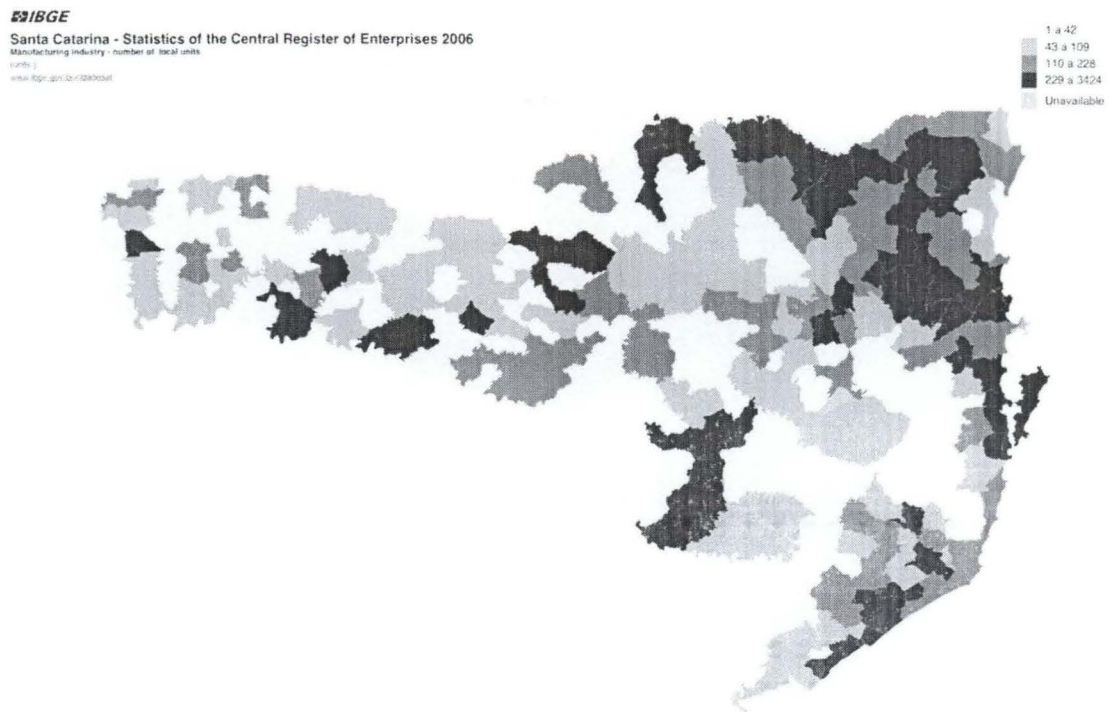 IBGE
Santa Catarina - Statistics of the Central Register of Enterprises 2006
Manufacturing industry - number of local units
1 a 42
43 a 109
110 a 228
229 a 3424
Unavailable